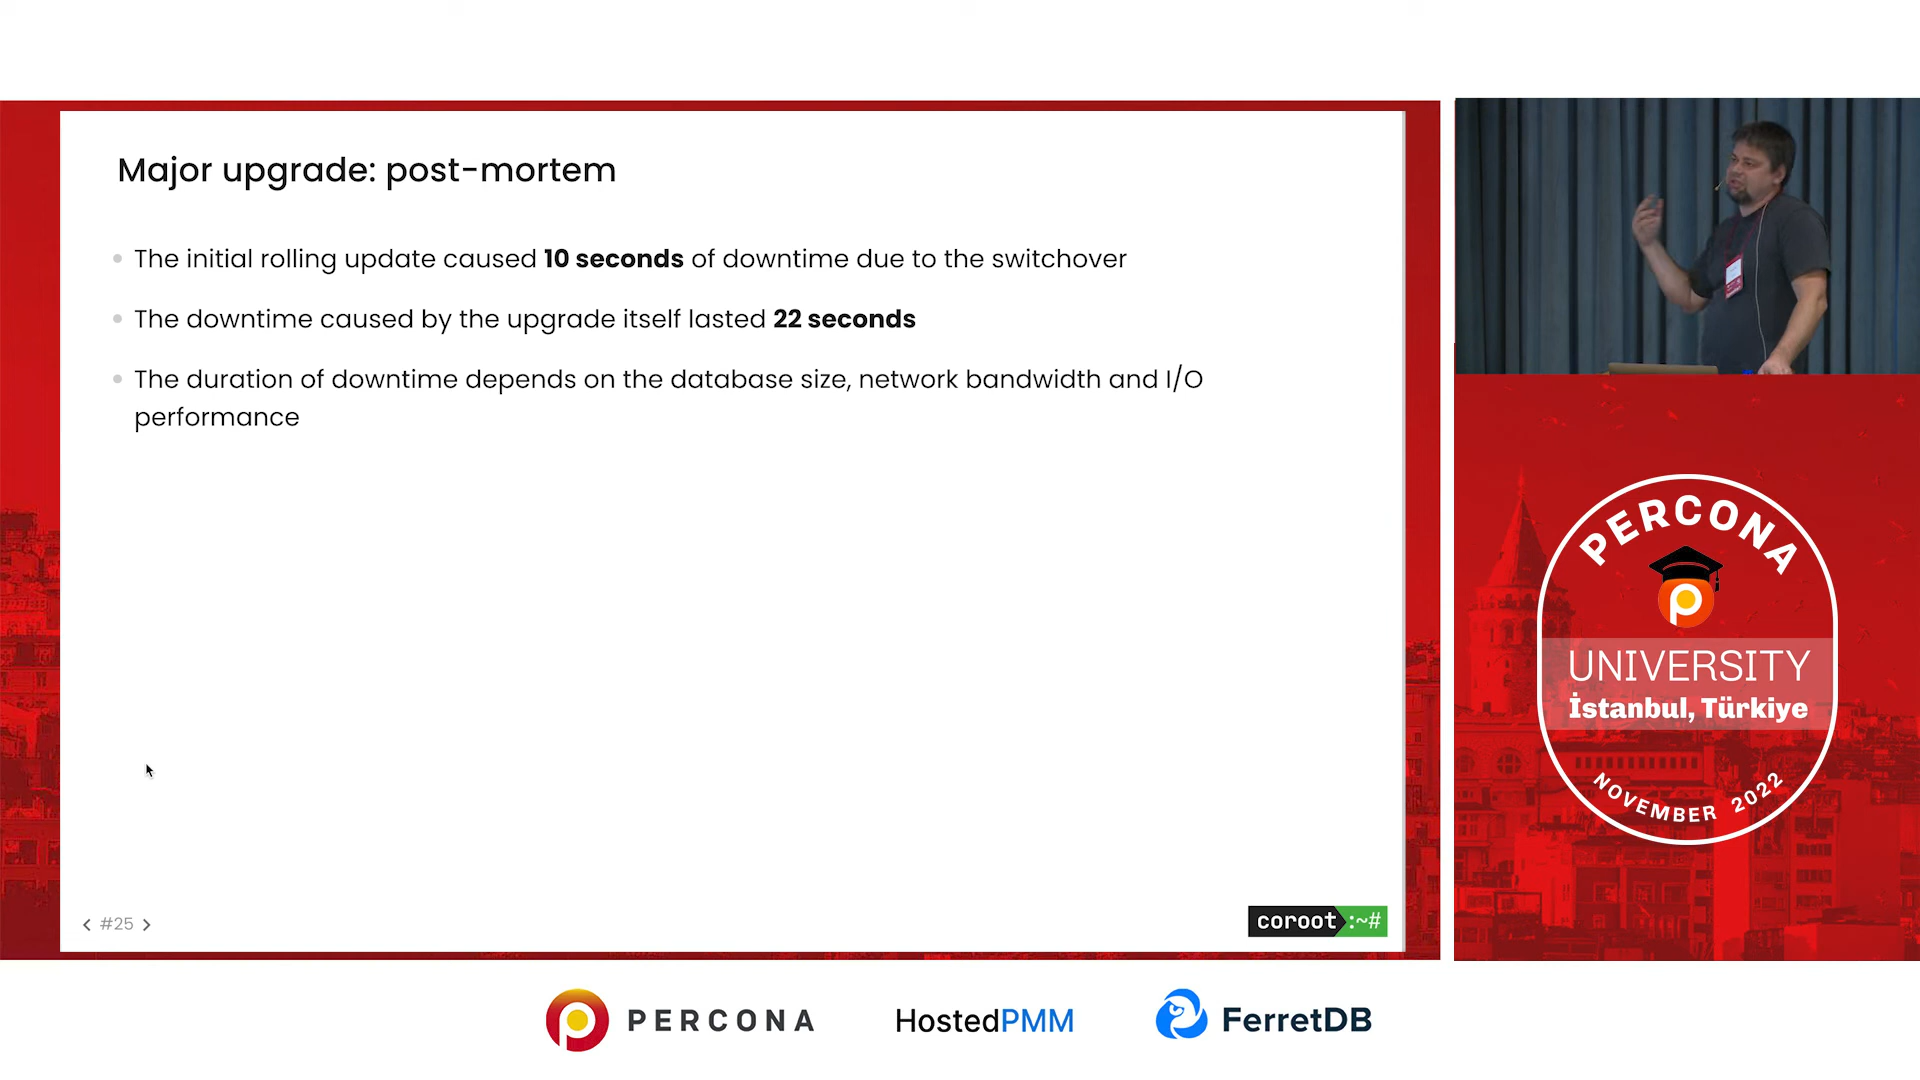 Major upgrade: post-mortem
The initial rolling update caused 10 seconds of downtime due to the switchover
The downtime caused by the upgrade itself lasted 22 seconds
The duration of downtime depends on the database size, network bandwidth and I/O
performance
< #25 >
coroot :~#
PERCONA
UNIVERSITY
İstanbul, Türkiye
NOVEMBER 2022
PERCONA
HostedPMM
FerretDB